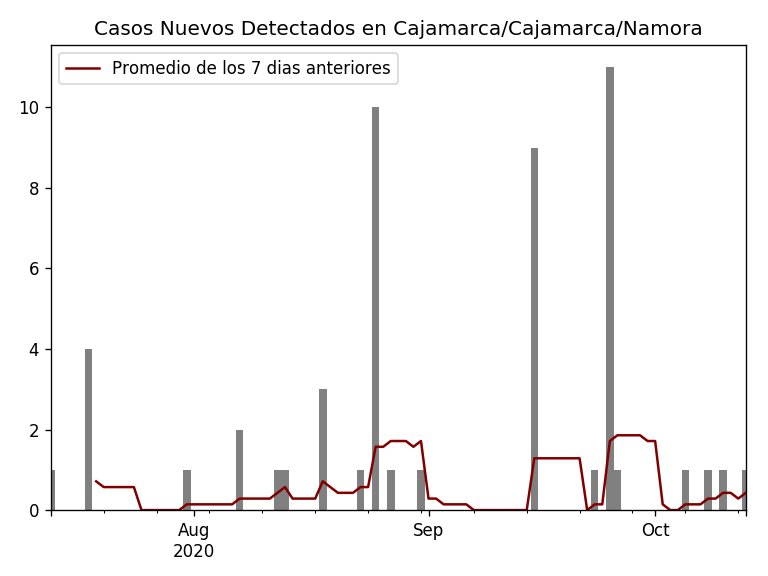 Casos Nuevos Detectados en Cajamarca/Cajamarca/Namora
Promedio de los 7 dias anteriores
10
8
6
4
2
0
Aug
2020
Sep
Oct